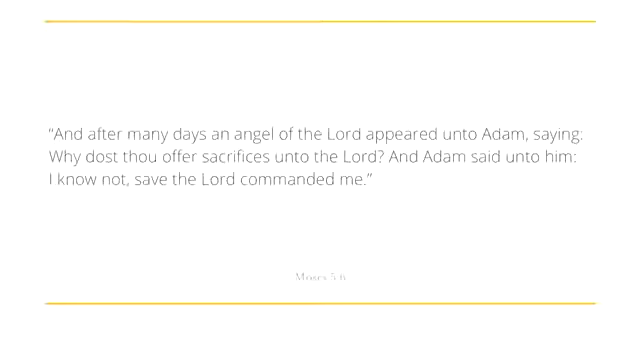 “And after many days an angel of the Lord appeared unto Adam, saying:
Why dost thou offer sacrifices unto the Lord? And Adam said unto him:
I know not, save the Lord commanded me.”
Moses 5:6